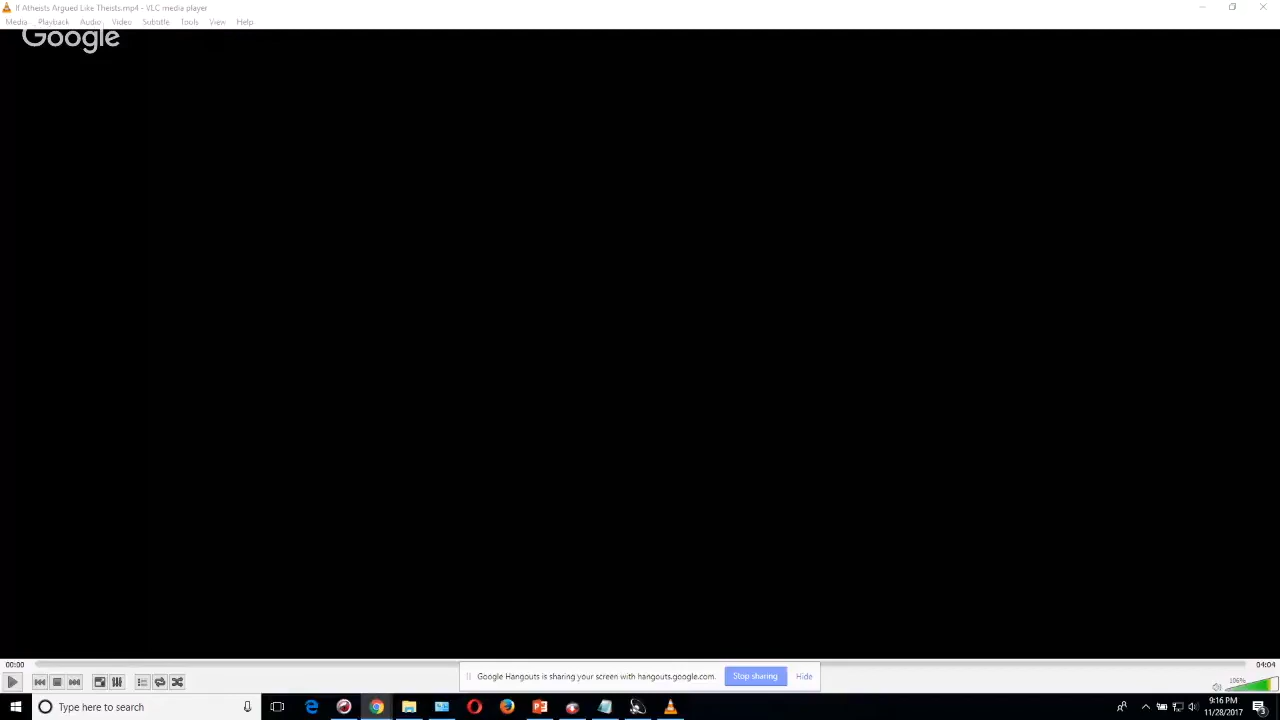 If Atheists Argued Like Theists.mp4 - VLC media player
Media Playback Audio Video Subtitle Tools View Help
Google
00:00 04:04
Google Hangouts is sharing your screen with hangouts.google.com. Stop sharing Hide
106%
Type here to search
9:16 PM
11/28/2017
3